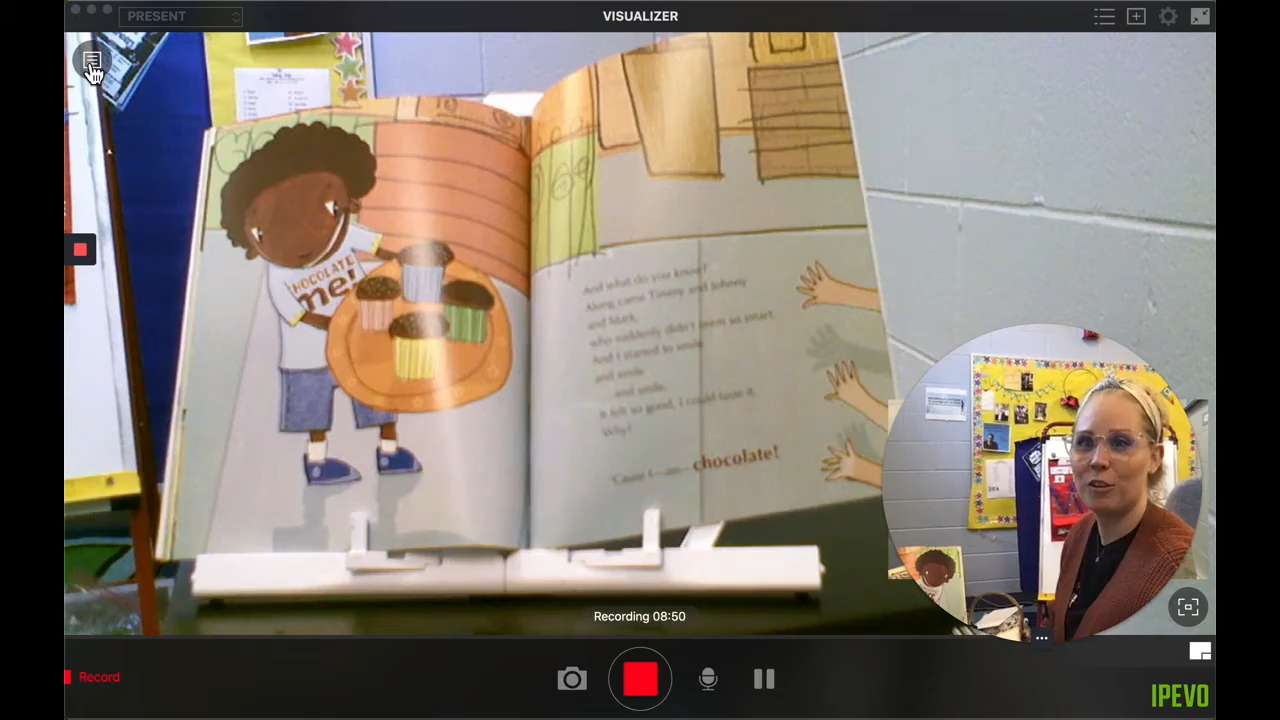 PRESENT
VISUALIZER
CHOCOLATE
me!
And what do you know?
Along came Timmy and Johnny
and Mark,
who suddenly didn't seem so smart.
And I started to smile
and smile
and smile.
It felt so good, I could taste it.
Why?
'Cause I—am—chocolate!
Recording 08:50
Record
IPEVO